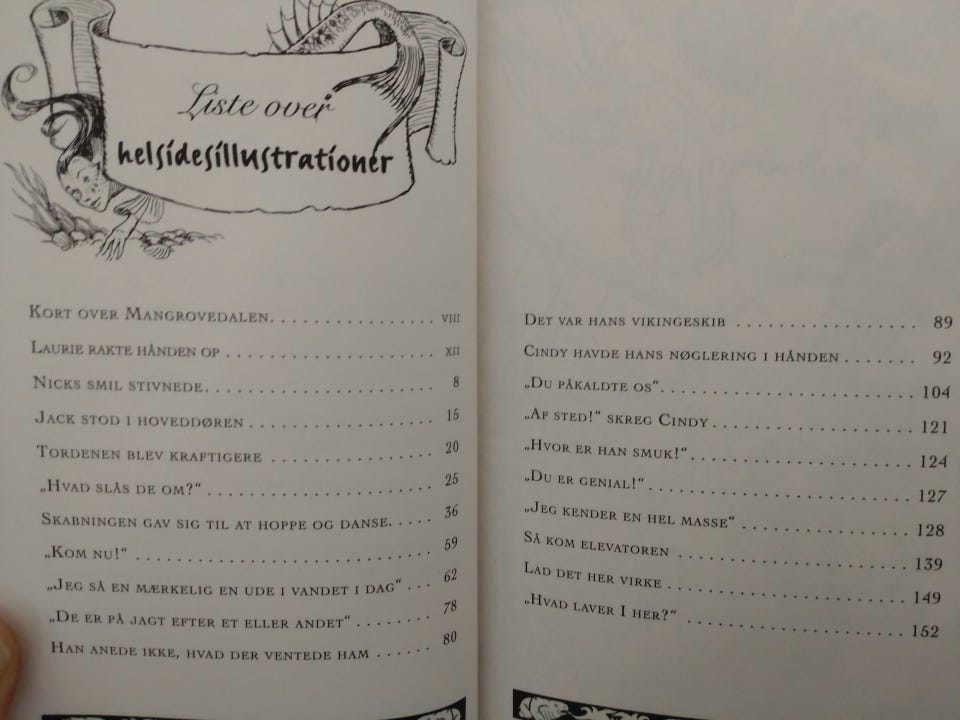 Liste over
helsidesillustrationer
Kort over Mangrovedalen. . . . . . . . . . . . . . . . . viii
Laurie rakte hånden op . . . . . . . . . . . . . . . . . . . . . xii
Nicks smil stivnede. . . . . . . . . . . . . . . . . . . . . . . 8
Jack stod i hoveddøren . . . . . . . . . . . . . . . . . . . 15
Tordenen blev kraftigere . . . . . . . . . . . . . . . . . 20
„Hvad slås de om?“ . . . . . . . . . . . . . . . . . . . . . . 25
Skabningen gav sig til at hoppe og danse. . . . . 36
„Kom nu!“ . . . . . . . . . . . . . . . . . . . . . . . . . . . . 59
„Jeg så en mærkelig en ude i vandet i dag“ . . . 62
„De er på jagt efter et eller andet“ . . . . . . . . 78
Han anede ikke, hvad der ventede ham . . . . . . 80
Det var hans vikingeskib . . . . . . . . . . . . . . . . . . 89
Cindy havde hans nøglering i hånden . . . . . . . 92
„Du påkaldte os“. . . . . . . . . . . . . . . . . . . . . . . . . 104
„Af sted!“ skreg Cindy. . . . . . . . . . . . . . . . . . . . 121
„Hvor er han smuk!“. . . . . . . . . . . . . . . . . . . . . . 124
„Du er genial!“ . . . . . . . . . . . . . . . . . . . . . . . . . . 127
„Jeg kender en hel masse“ . . . . . . . . . . . . . . . . 128
Så kom elevatoren . . . . . . . . . . . . . . . . . . . . . . . 139
Lad det her virke . . . . . . . . . . . . . . . . . . . . . . . . 149
„Hvad laver I her?“ . . . . . . . . . . . . . . . . . . . . . . 152